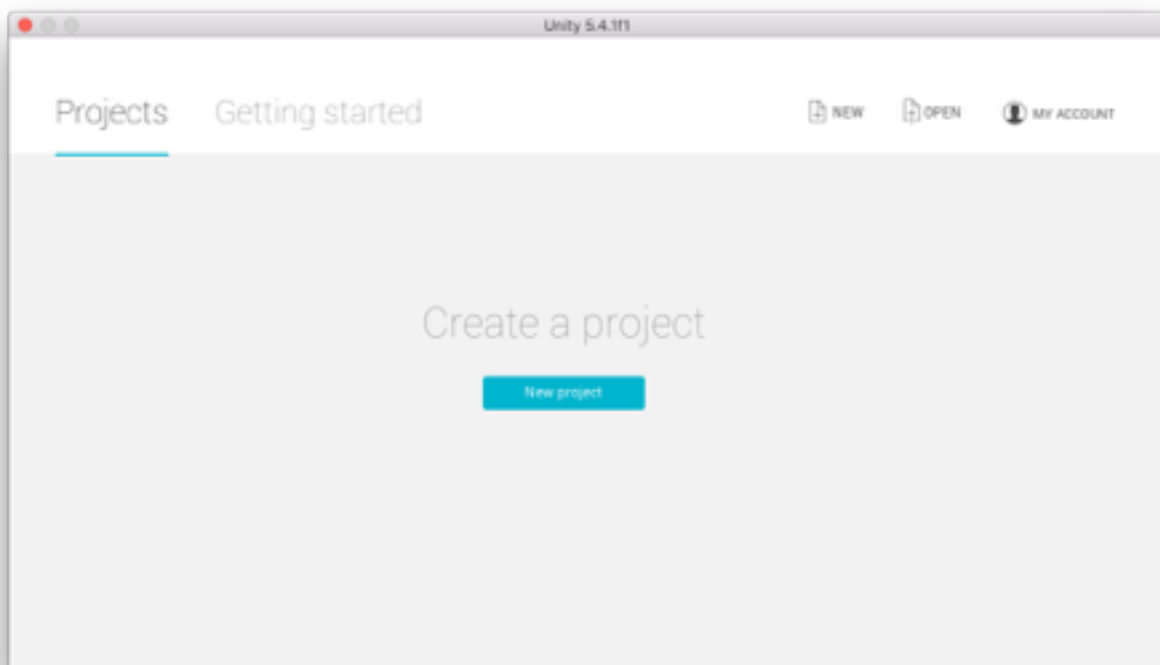 Unity 5.4.1f1
Projects Getting started NEW OPEN MY ACCOUNT
Create a project
New project